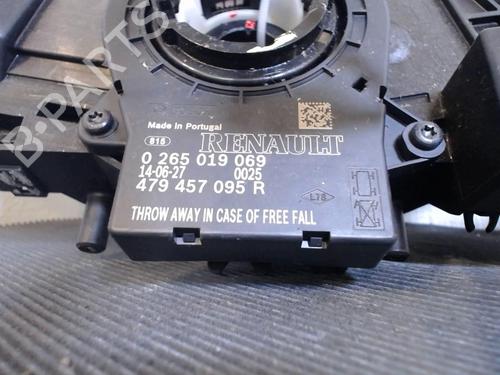 B-PARTS
Made in Portugal
815
RENAULT
0 265 019 069
14-06-27 0025
479 457 095 R
L78
THROW AWAY IN CASE OF FREE FALL